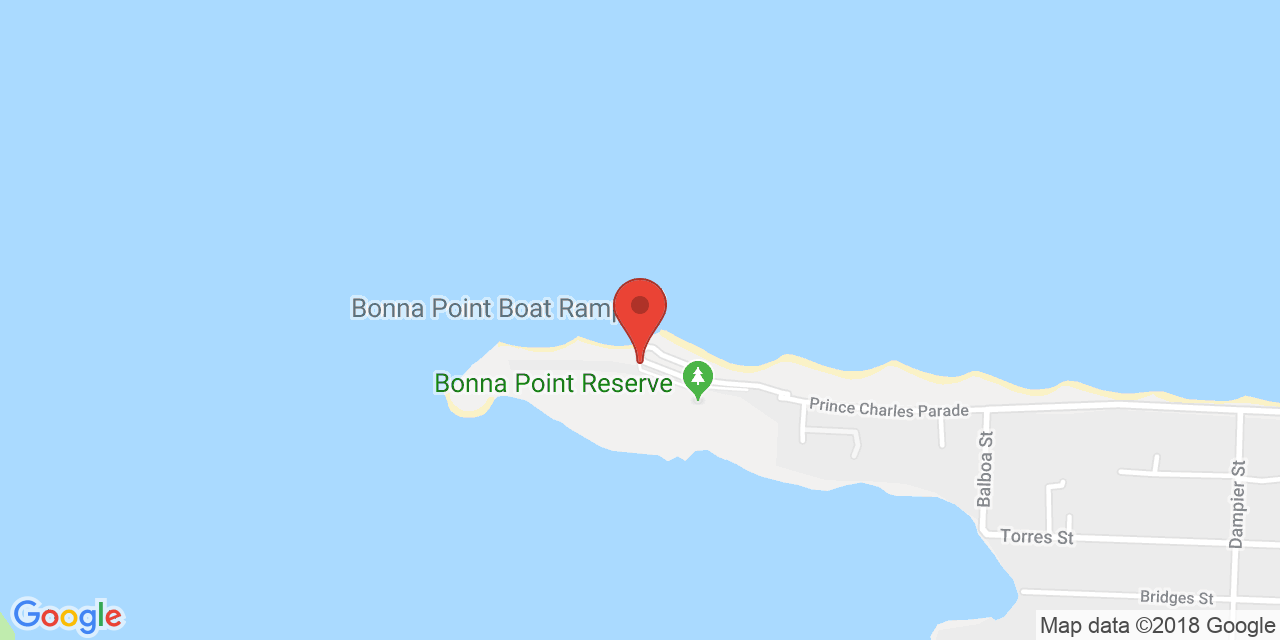 Bonna Point Boat Ramp
Bonna Point Reserve
Prince Charles Parade
Balboa St
Dampier St
Torres St
Bridges St
Google
Map data ©2018 Google